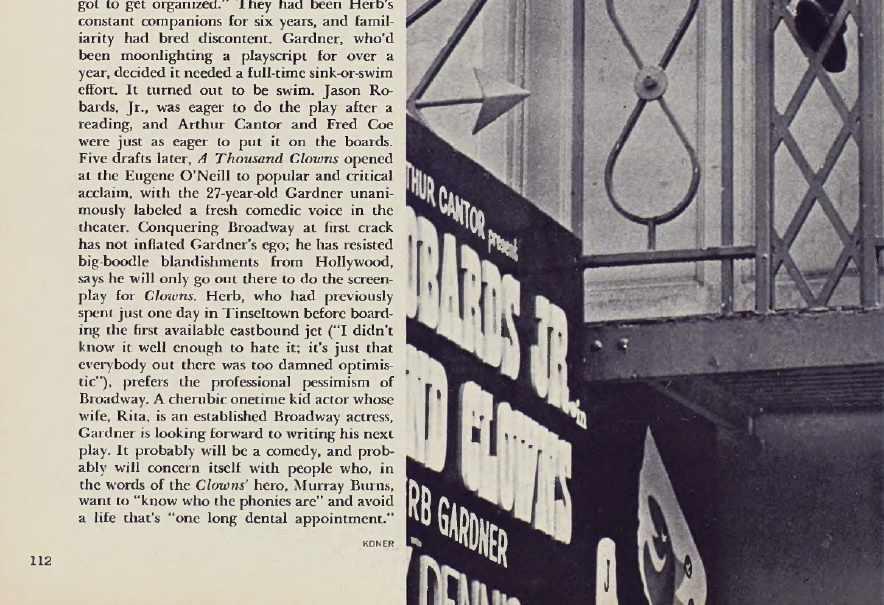 got to get organized." They had been Herb's
constant companions for six years, and famil-
iarity had bred discontent. Gardner, who'd
been moonlighting a playscript for over a
year, decided it needed a full-time sink-or-swim
effort. It turned out to be swim. Jason Ro-
bards, Jr., was eager to do the play after a
reading, and Arthur Cantor and Fred Coe
were just as eager to put it on the boards.
Five drafts later, A Thousand Clowns opened
at the Eugene O'Neill to popular and critical
acclaim, with the 27-year-old Gardner unani-
mously labeled a fresh comedic voice in the
theater. Conquering Broadway at first crack
has not inflated Gardner's ego; he has resisted
big-boodle blandishments from Hollywood,
says he will only go out there to do the screen-
play for Clowns. Herb, who had previously
spent just one day in Tinseltown before board-
ing the first available eastbound jet ("I didn't
know it well enough to hate it; it's just that
everybody out there was too damned optimis-
tic"), prefers the professional pessimism of
Broadway. A cherubic onetime kid actor whose
wife, Rita, is an established Broadway actress,
Gardner is looking forward to writing his next
play. It probably will be a comedy, and prob-
ably will concern itself with people who, in
the words of the Clowns' hero, Murray Burns,
want to "know who the phonies are" and avoid
a life that's "one long dental appointment."
KONER
112
THUR CANTOR present
OBARDS JR.
in
ND CLOWNS
RB GARDNER